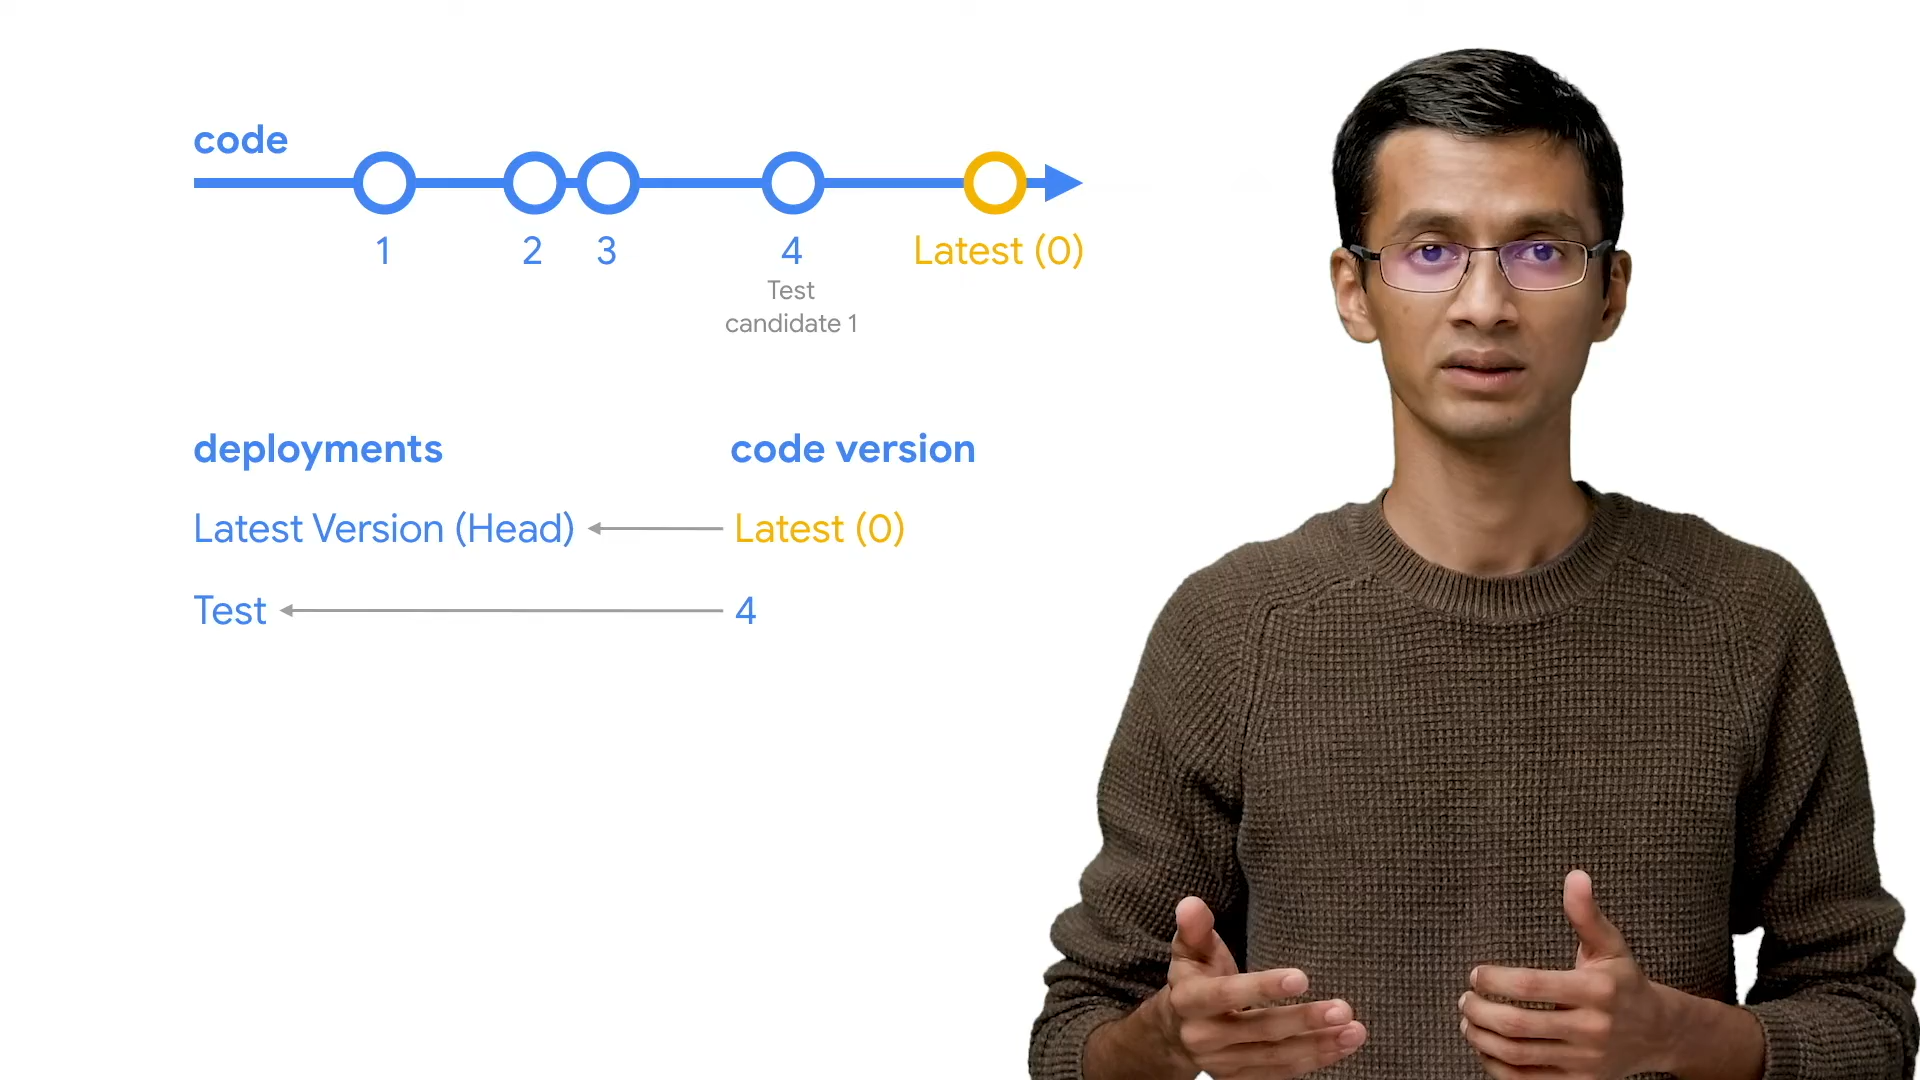 code
1 2 3 4 Latest (0)
Test
candidate 1
deployments code version
Latest Version (Head) Latest (0)
Test 4